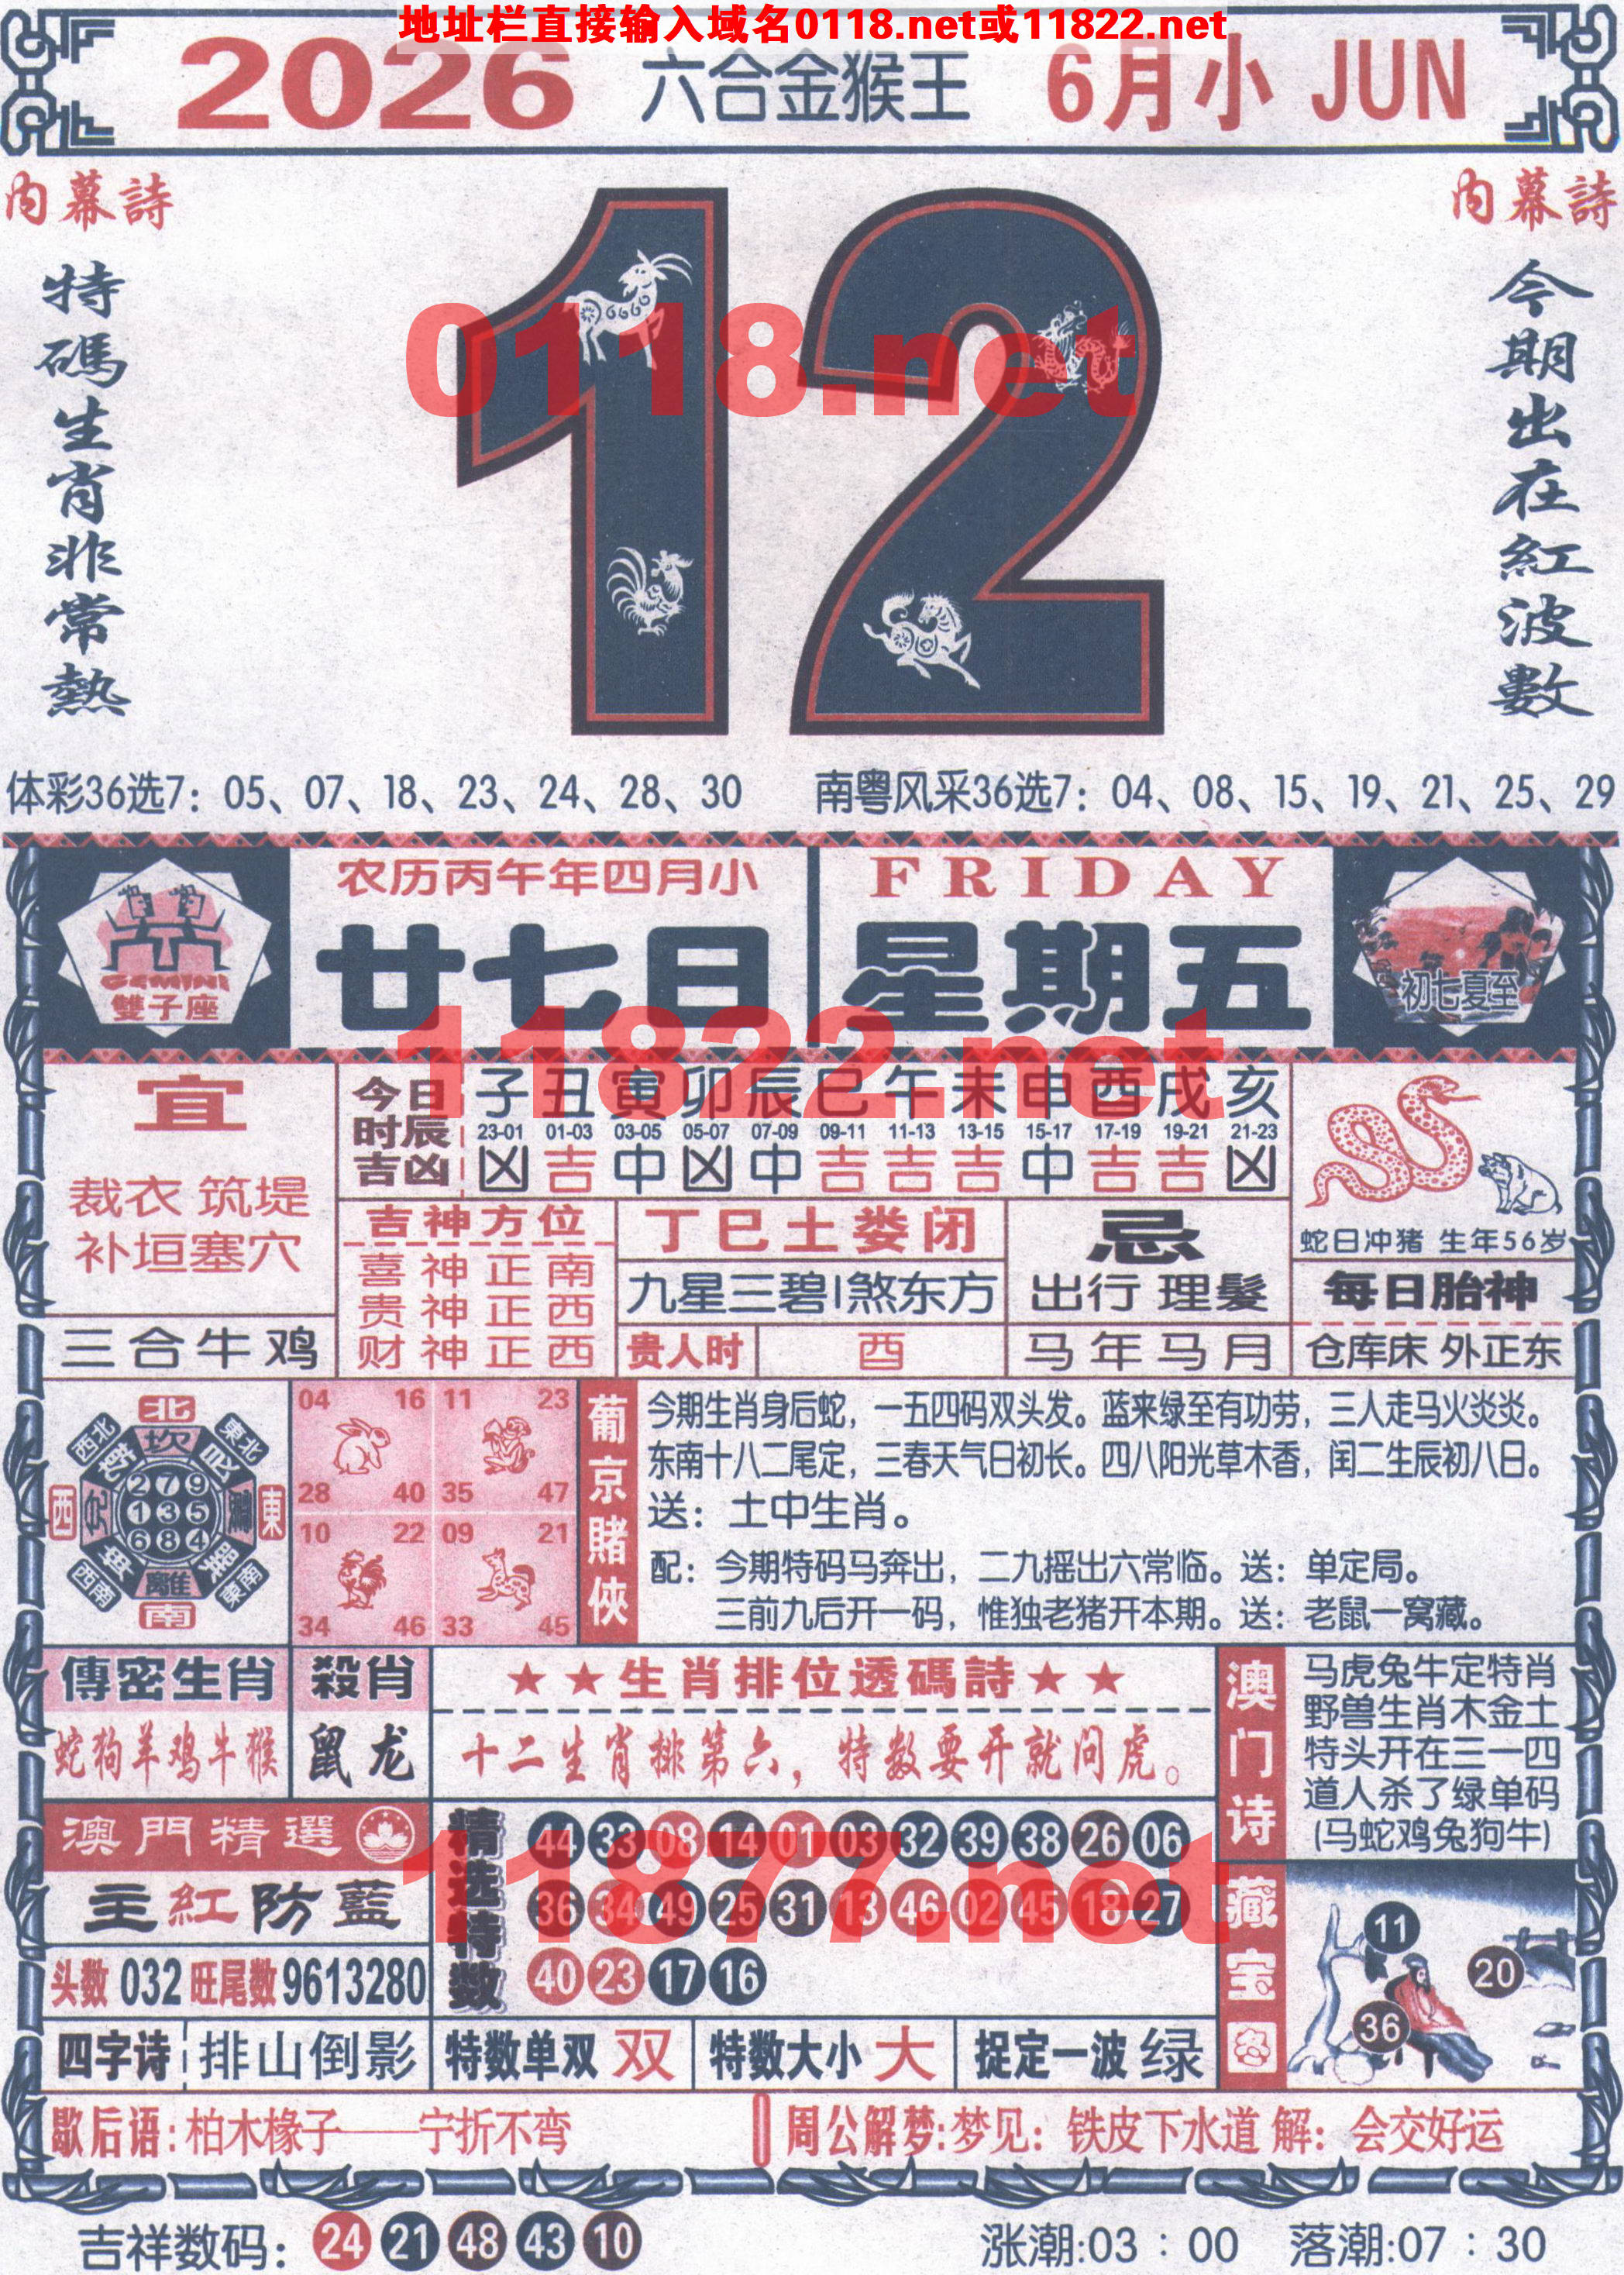 地址栏直接输入域名0118.net或11822.net
2026 六合金猴王 6月小 JUN
内幕詩
特碼生肖非常熱
12
内幕詩
今期出在紅波數
0118.net
体彩36选7：05、07、18、23、24、28、30
南粤风采36选7：04、08、15、19、21、25、29
GEMINI
雙子座
农历丙午年四月小
廿七日
FRIDAY
星期五
初七夏至
11822.net
宜
裁衣 筑堤
补垣塞穴
三合牛鸡
今日时辰吉凶
子 丑 寅 卯 辰 巳 午 未 申 酉 戌 亥
23-01 01-03 03-05 05-07 07-09 09-11 11-13 13-15 15-17 17-19 19-21 21-23
凶 吉 中 凶 中 吉 吉 吉 中 吉 吉 凶
吉神方位
喜神正南
贵神正西
财神正西
丁巳土娄闭
九星三碧|煞东方
贵人时 酉
忌
出行 理髮
马年马月
蛇日冲猪 生年56岁
每日胎神
仓库床 外正东
北
西北 坎 東北
西 東
2 7 9
1 3 5
6 8 4
西南 離 東南
南
04 16 11 23
28 40 35 47
10 22 09 21
34 46 33 45
葡京賭俠
今期生肖身后蛇，一五四码双头发。蓝来绿至有功劳，三人走马火炎炎。
东南十八二尾定，三春天气日初长。四八阳光草木香，闰二生辰初八日。
送：土中生肖。
配：今期特码马奔出，二九摇出六常临。送：单定局。
三前九后开一码，惟独老猪开本期。送：老鼠一窝藏。
傳密生肖
蛇狗羊鸡牛猴
殺肖
鼠龙
★★生肖排位透碼詩★★
十二生肖排第六，特数要开就问虎。
澳门诗
马虎兔牛定特肖
野兽生肖木金土
特头开在三一四
道人杀了绿单码
(马蛇鸡兔狗牛)
澳門精選
主紅防藍
头数 032 旺尾数 9613280
精选特数
44 33 08 14 01 03 32 39 38 26 06
36 34 49 25 31 13 46 02 45 18 27
40 23 17 16
11877.net
藏宝图
11
20
36
四字诗 排山倒影
特数单双 双
特数大小 大
捉定一波 绿
歇后语:柏木椽子——宁折不弯
周公解梦:梦见：铁皮下水道 解：会交好运
吉祥数码：24 21 48 43 10
涨潮:03：00 落潮:07：30